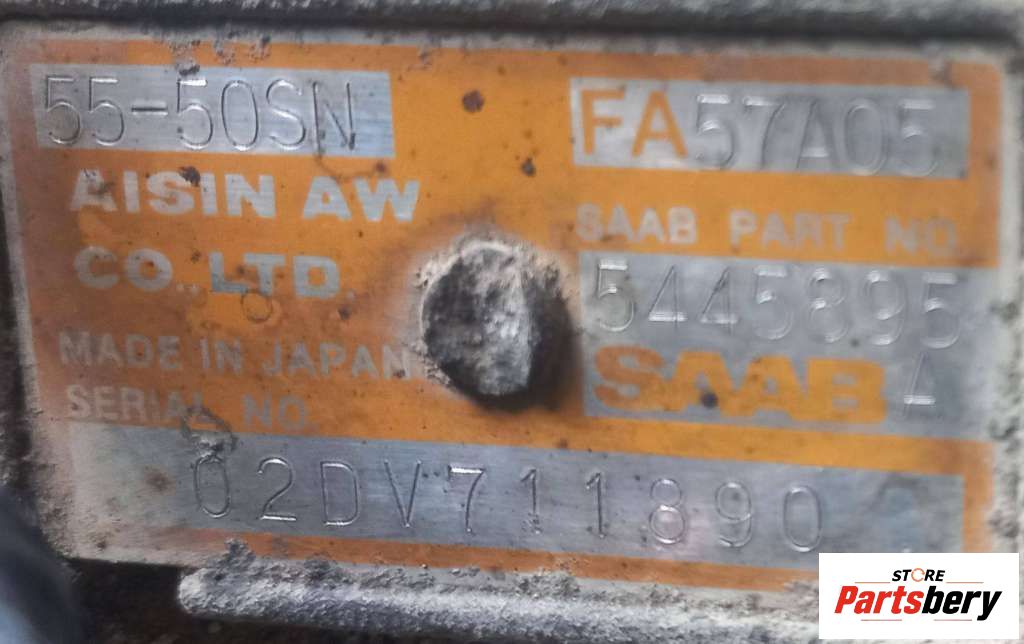 55-50SN
FA57A05
AISIN AW
CO.,LTD.
MADE IN JAPAN
SERIAL NO.
SAAB PART NO.
5445895
SAAB A
02DV711890
STORE
Partsbery